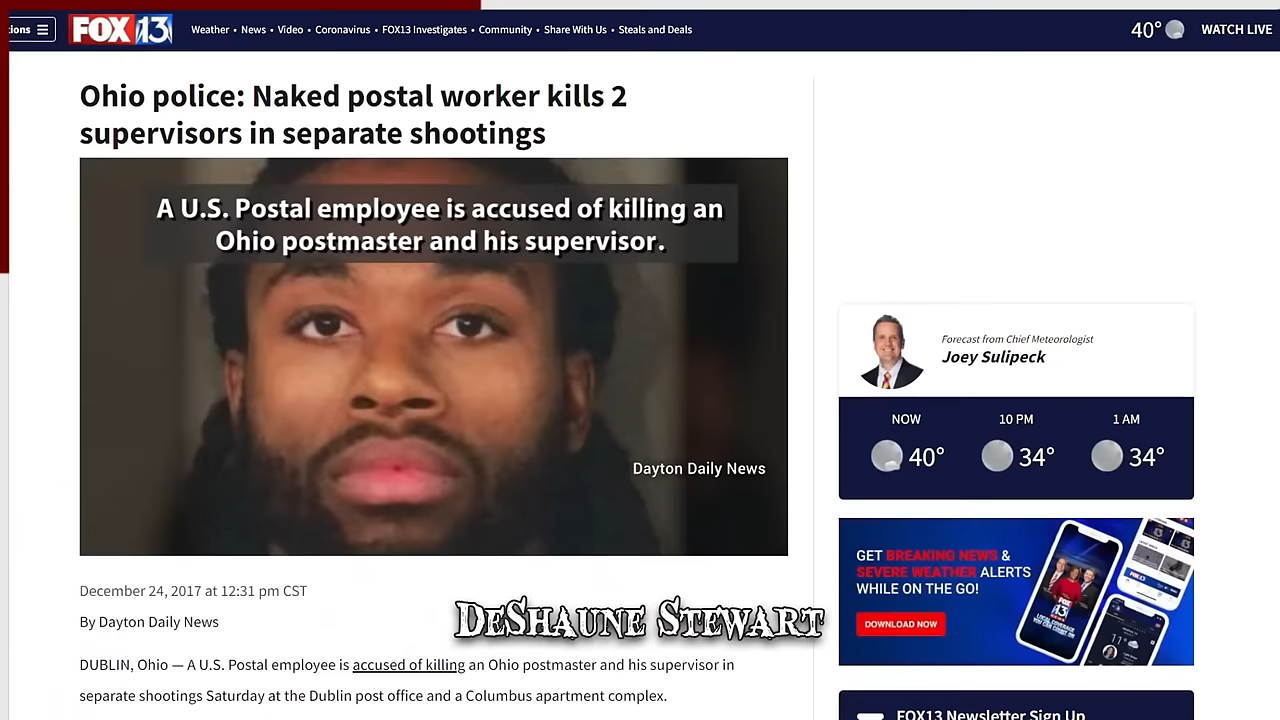 ions
FOX 13
Weather • News • Video • Coronavirus • FOX13 Investigates • Community • Share With Us • Steals and Deals
40°
WATCH LIVE
Ohio police: Naked postal worker kills 2
supervisors in separate shootings
A U.S. Postal employee is accused of killing an
Ohio postmaster and his supervisor.
Dayton Daily News
December 24, 2017 at 12:31 pm CST
By Dayton Daily News
DeShaune Stewart
DUBLIN, Ohio — A U.S. Postal employee is accused of killing an Ohio postmaster and his supervisor in
separate shootings Saturday at the Dublin post office and a Columbus apartment complex.
Forecast from Chief Meteorologist
Joey Sulipeck
NOW 10 PM 1 AM
40° 34° 34°
GET BREAKING NEWS &
SEVERE WEATHER ALERTS
WHILE ON THE GO!
DOWNLOAD NOW
FOX13 Newsletter Sign Up